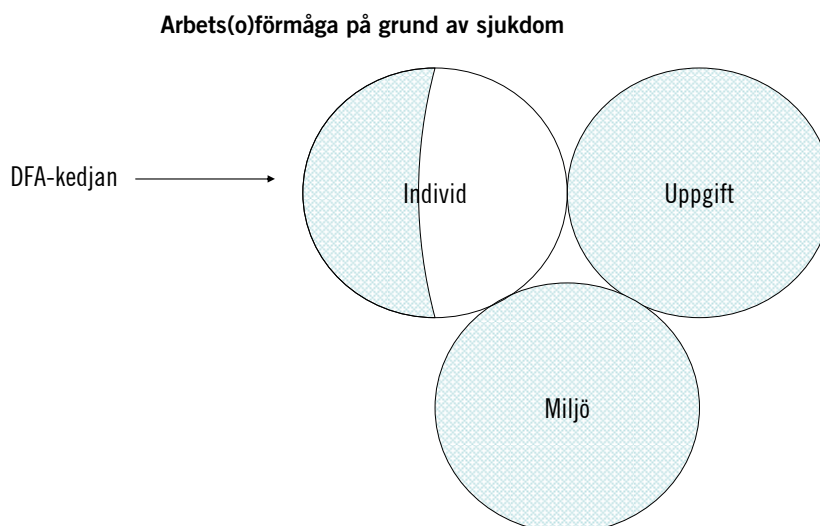 Arbets(o)förmåga på grund av sjukdom
DFA-kedjan
Individ
Uppgift
Miljö